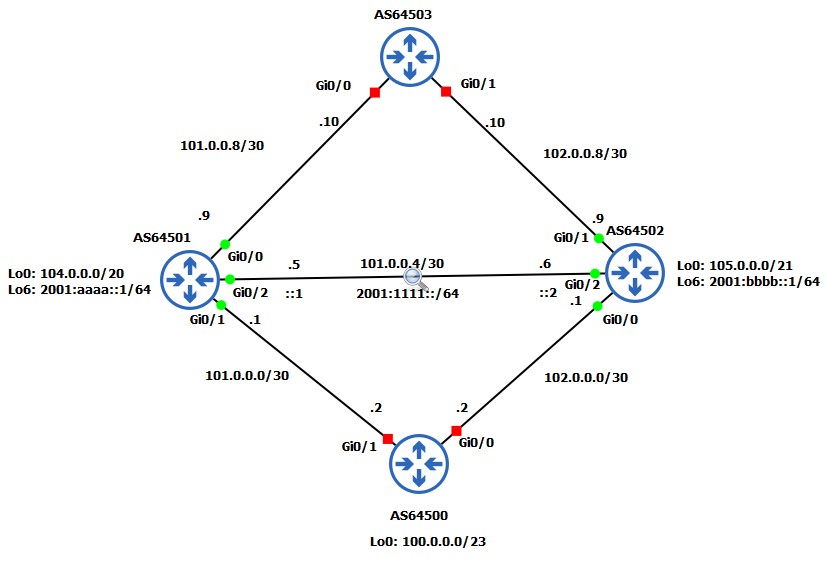 AS64503
Gi0/0
Gi0/1
.10
.10
101.0.0.8/30
102.0.0.8/30
.9
.9
AS64501
Gi0/1
AS64502
Gi0/0
.5
101.0.0.4/30
.6
Lo0: 104.0.0.0/20
Lo6: 2001:aaaa::1/64
Lo0: 105.0.0.0/21
Lo6: 2001:bbbb::1/64
Gi0/2
::1
2001:1111::/64
::2
Gi0/2
.1
Gi0/1
.1
Gi0/0
101.0.0.0/30
102.0.0.0/30
.2
.2
Gi0/1
Gi0/0
AS64500
Lo0: 100.0.0.0/23